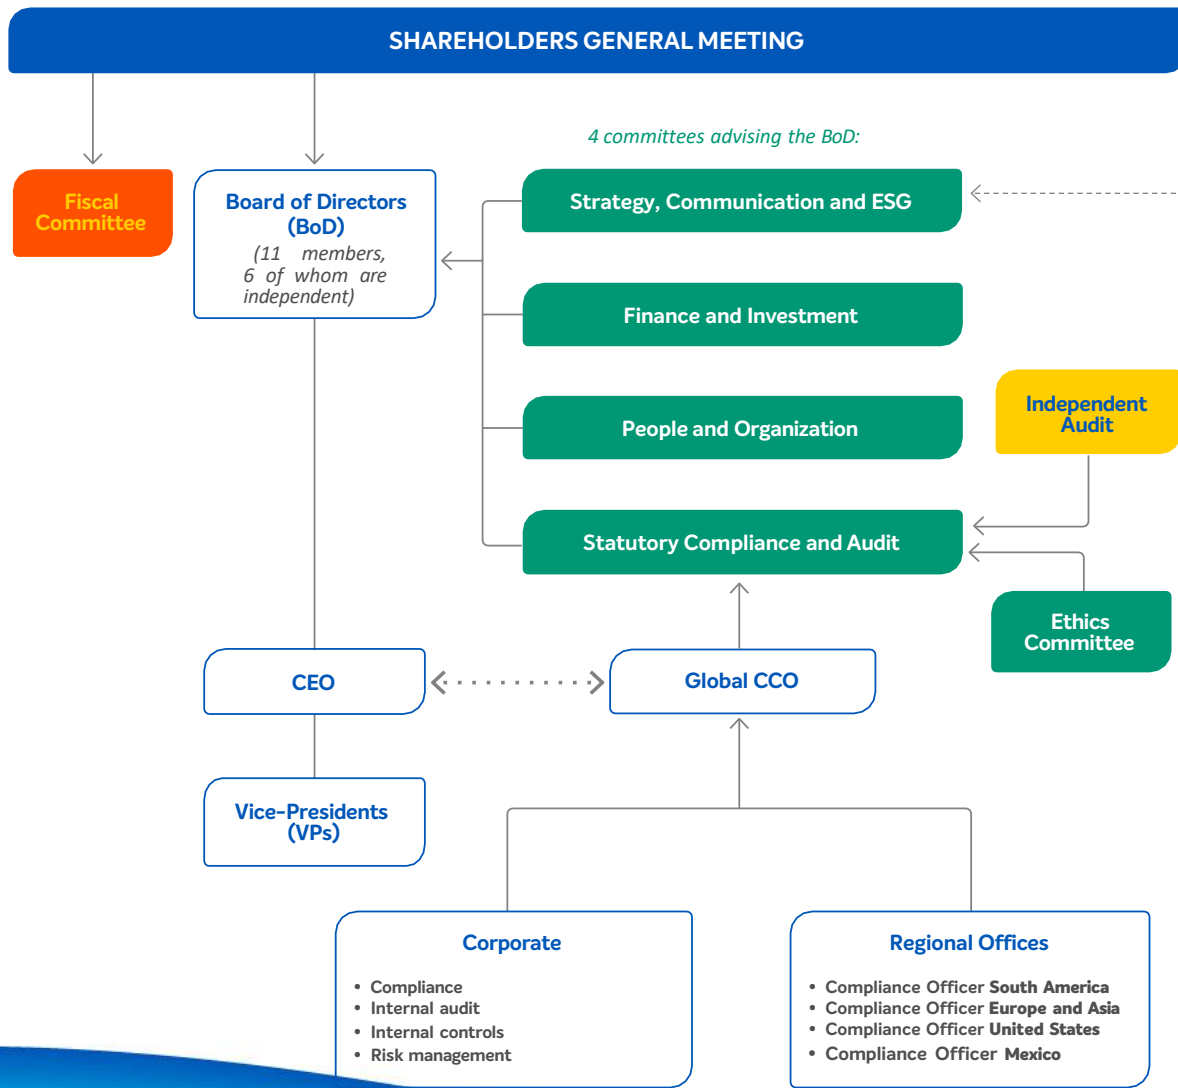 SHAREHOLDERS GENERAL MEETING
4 committees advising the BoD:
Fiscal
Committee
Board of Directors
(BoD)
(11 members,
6 of whom are
independent)
Strategy, Communication and ESG
Finance and Investment
People and Organization
Independent
Audit
Statutory Compliance and Audit
Ethics
Committee
CEO
Global CCO
Vice-Presidents
(VPs)
Corporate
• Compliance
• Internal audit
• Internal controls
• Risk management
Regional Offices
• Compliance Officer South America
• Compliance Officer Europe and Asia
• Compliance Officer United States
• Compliance Officer Mexico